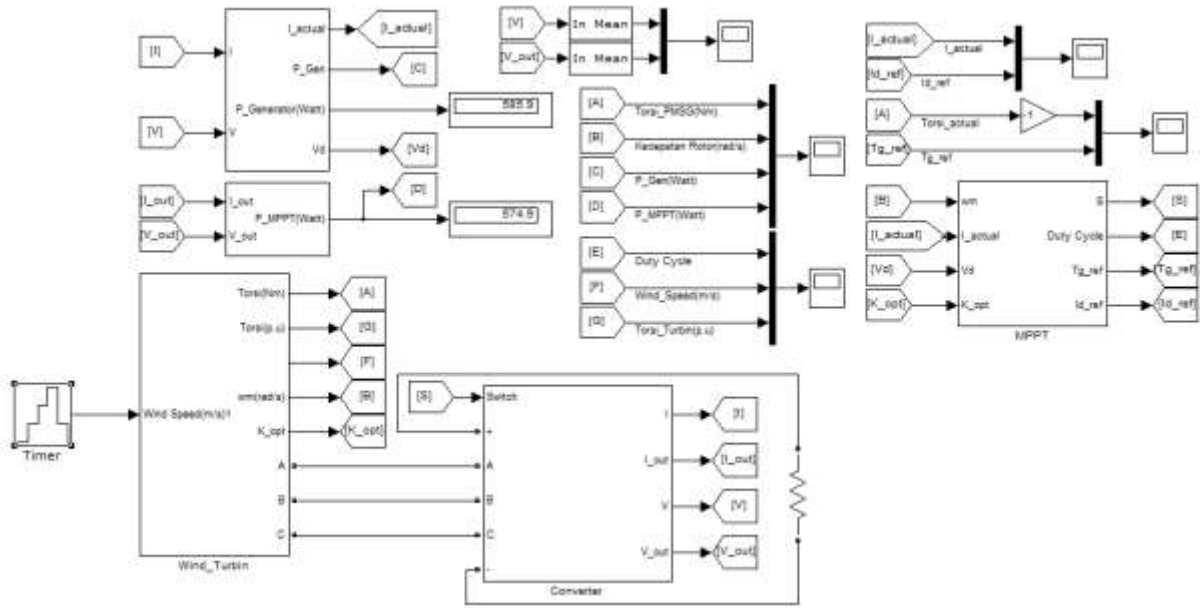 [I]
[V]
I
V
I_actual
P_Gen
P_Generator(Watt)
Vd
[I_actual]
[C]
585.9
[Vd]
[I_out]
[V_out]
I_out
V_out
P_MPPT(Watt)
[D]
574.9
[V]
[V_out]
In Mean
In Mean
[A]
Torsi_PMSG(Nm)
[B]
Kecepatan Rotor(rad/s)
[C]
P_Gen(Watt)
[D]
P_MPPT(Watt)
[E]
Duty Cycle
[F]
Wind_Speed(m/s)
[G]
Torsi_Turbin(p.u)
[I_actual]
I_actual
[Id_ref]
Id_ref
[A]
Torsi_actual
-1
[Tg_ref]
Tg_ref
[B]
[I_actual]
[Vd]
[K_opt]
wm
I_actual
Vd
K_opt
S
Duty Cycle
Tg_ref
Id_ref
[S]
[E]
[Tg_ref]
[Id_ref]
MPPT
Timer
Wind Speed(m/s)1
Torsi(Nm)
Torsi(p.u)
wm(rad/s)
K_opt
A
B
C
[A]
[G]
[F]
[B]
[K_opt]
Wind_Turbin
[S]
Switch
+
A
B
C
-
I
I_out
V
V_out
[I]
[I_out]
[V]
[V_out]
Converter